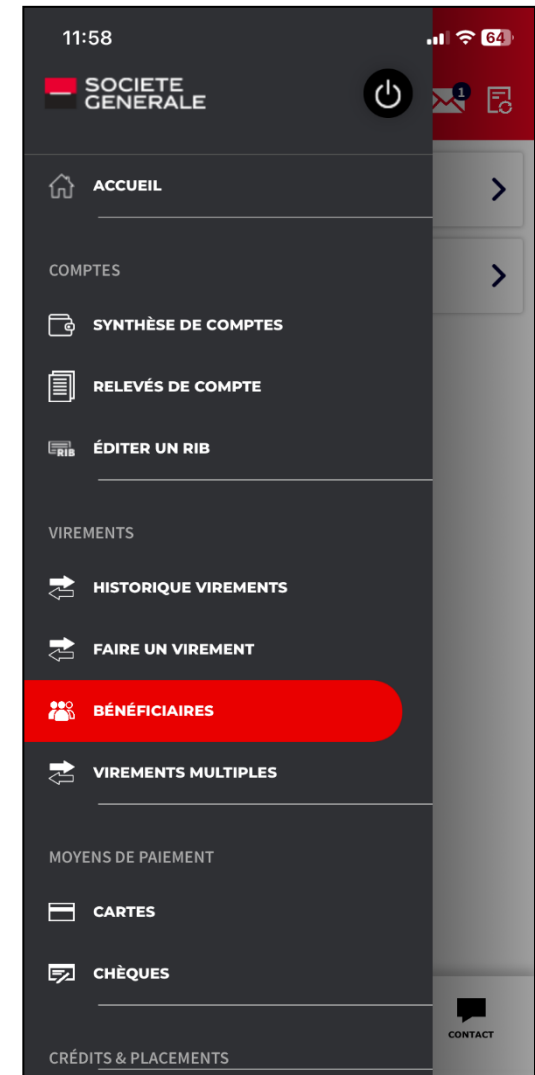 11:58
64
SOCIETE
GENERALE
1
ACCUEIL
COMPTES
SYNTHÈSE DE COMPTES
RELEVÉS DE COMPTE
RIB
ÉDITER UN RIB
VIREMENTS
HISTORIQUE VIREMENTS
FAIRE UN VIREMENT
BÉNÉFICIAIRES
VIREMENTS MULTIPLES
MOYENS DE PAIEMENT
CARTES
CHÈQUES
CONTACT
CRÉDITS & PLACEMENTS